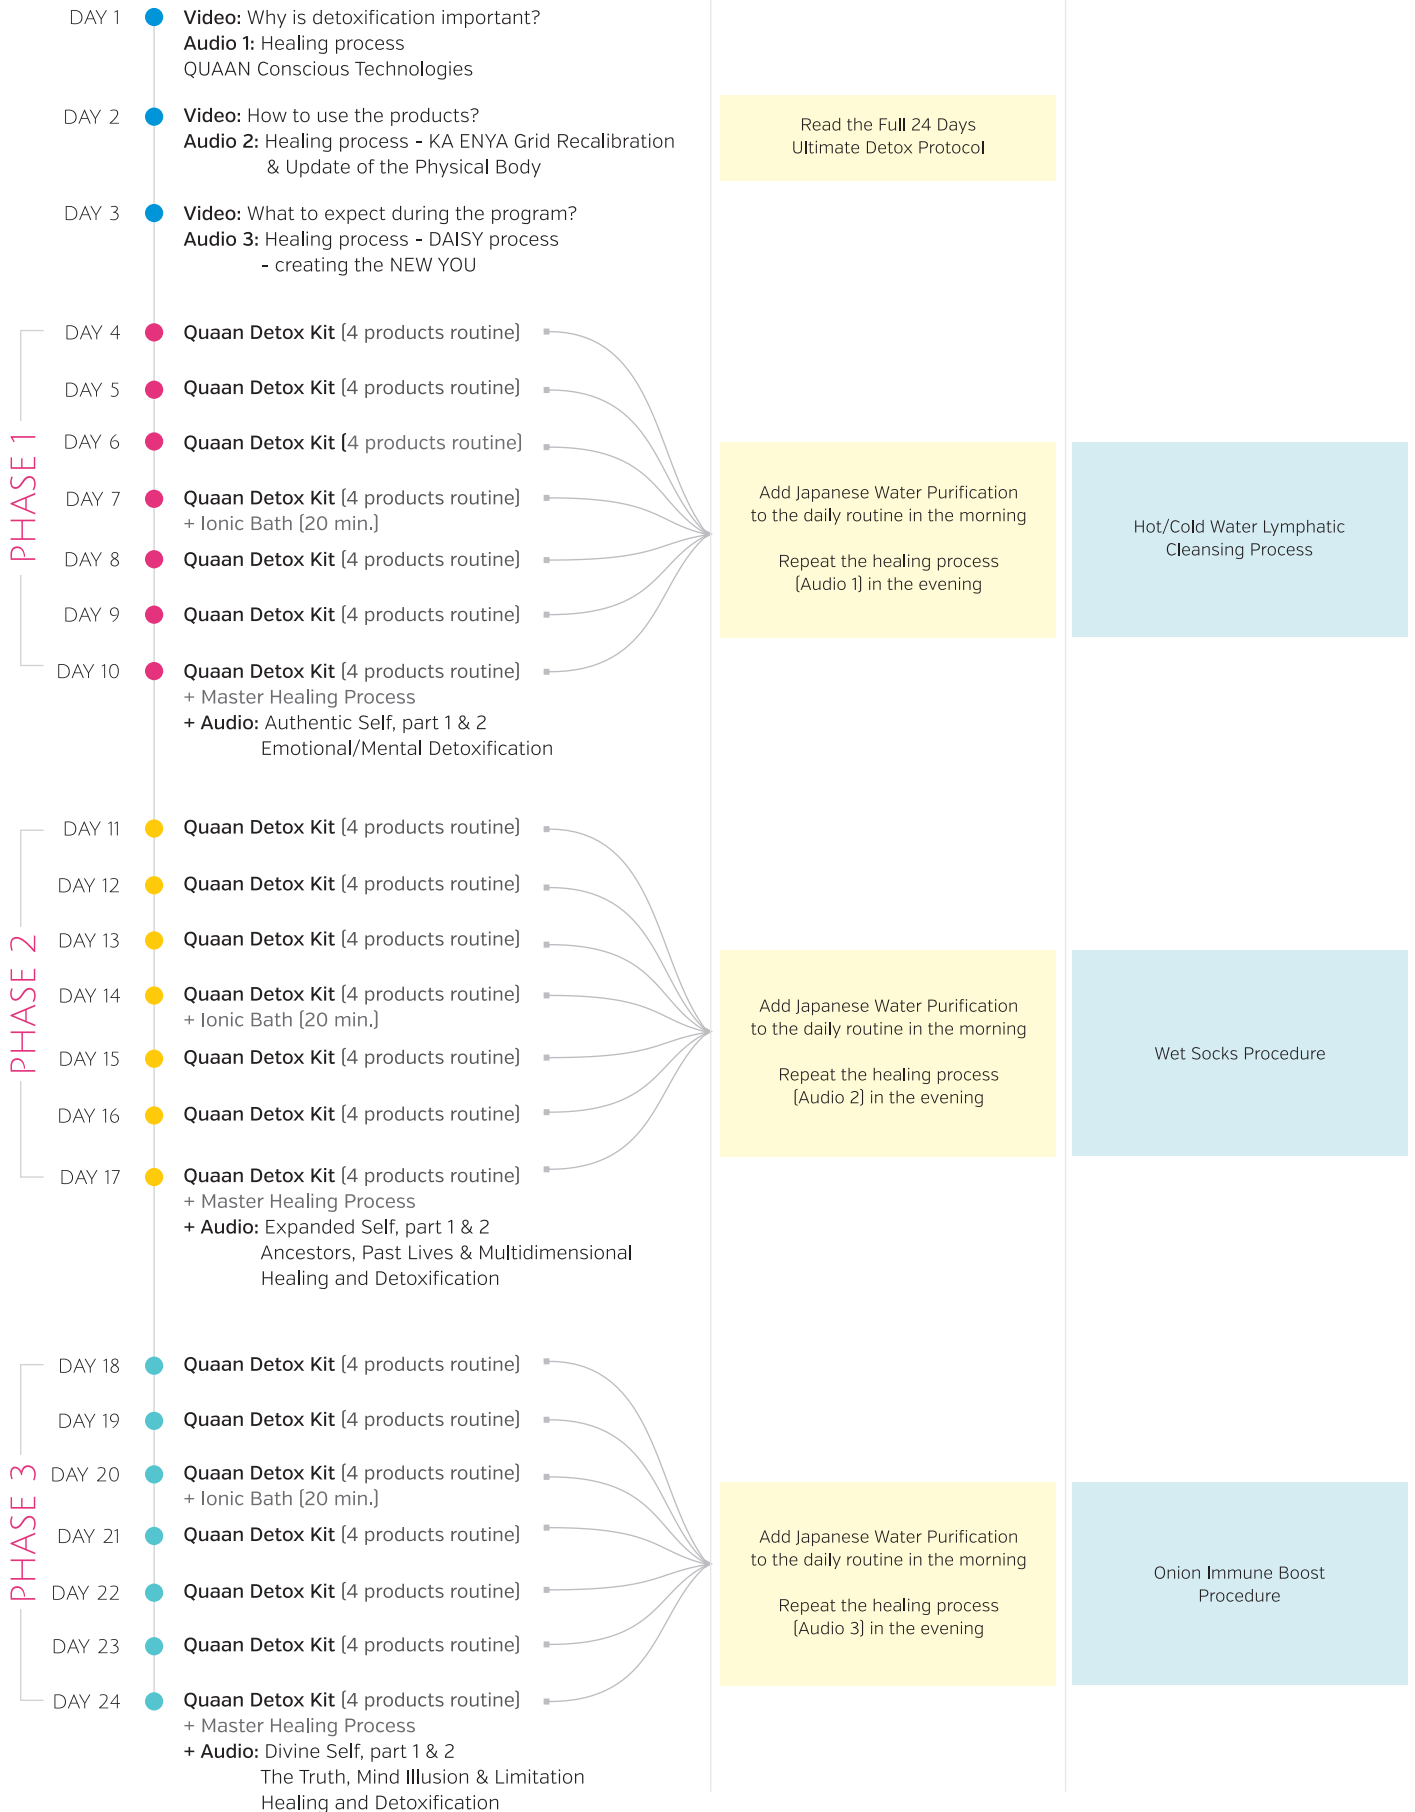 DAY 1
Video: Why is detoxification important?
Audio 1: Healing process
QUAAN Conscious Technologies
DAY 2
Video: How to use the products?
Audio 2: Healing process - KA ENYA Grid Recalibration
& Update of the Physical Body
Read the Full 24 Days
Ultimate Detox Protocol
DAY 3
Video: What to expect during the program?
Audio 3: Healing process - DAISY process
- creating the NEW YOU
PHASE 1
DAY 4
Quaan Detox Kit (4 products routine)
DAY 5
Quaan Detox Kit (4 products routine)
DAY 6
Quaan Detox Kit (4 products routine)
DAY 7
Quaan Detox Kit (4 products routine)
+ Ionic Bath (20 min.)
DAY 8
Quaan Detox Kit (4 products routine)
DAY 9
Quaan Detox Kit (4 products routine)
DAY 10
Quaan Detox Kit (4 products routine)
+ Master Healing Process
+ Audio: Authentic Self, part 1 & 2
Emotional/Mental Detoxification
Add Japanese Water Purification
to the daily routine in the morning
Repeat the healing process
(Audio 1) in the evening
Hot/Cold Water Lymphatic
Cleansing Process
PHASE 2
DAY 11
Quaan Detox Kit (4 products routine)
DAY 12
Quaan Detox Kit (4 products routine)
DAY 13
Quaan Detox Kit (4 products routine)
DAY 14
Quaan Detox Kit (4 products routine)
+ Ionic Bath (20 min.)
DAY 15
Quaan Detox Kit (4 products routine)
DAY 16
Quaan Detox Kit (4 products routine)
DAY 17
Quaan Detox Kit (4 products routine)
+ Master Healing Process
+ Audio: Expanded Self, part 1 & 2
Ancestors, Past Lives & Multidimensional
Healing and Detoxification
Add Japanese Water Purification
to the daily routine in the morning
Repeat the healing process
(Audio 2) in the evening
Wet Socks Procedure
PHASE 3
DAY 18
Quaan Detox Kit (4 products routine)
DAY 19
Quaan Detox Kit (4 products routine)
DAY 20
Quaan Detox Kit (4 products routine)
+ Ionic Bath (20 min.)
DAY 21
Quaan Detox Kit (4 products routine)
DAY 22
Quaan Detox Kit (4 products routine)
DAY 23
Quaan Detox Kit (4 products routine)
DAY 24
Quaan Detox Kit (4 products routine)
+ Master Healing Process
+ Audio: Divine Self, part 1 & 2
The Truth, Mind Illusion & Limitation
Healing and Detoxification
Add Japanese Water Purification
to the daily routine in the morning
Repeat the healing process
(Audio 3) in the evening
Onion Immune Boost
Procedure